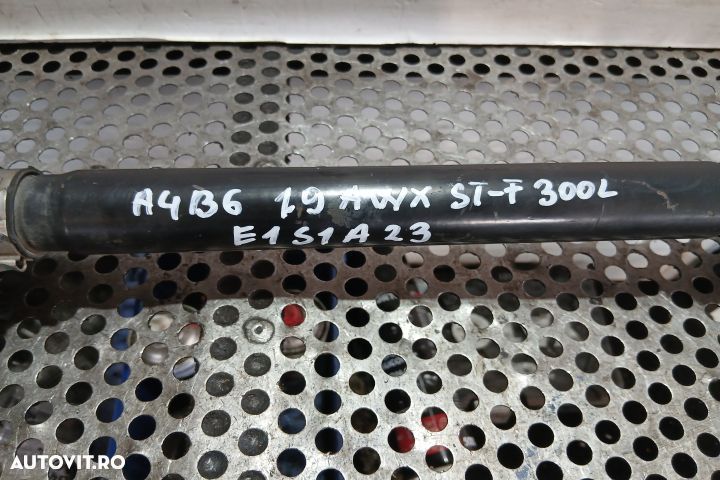 A4B6 1.9 AWX ST-F 300L
E1S1A23
AUTOVIT.RO